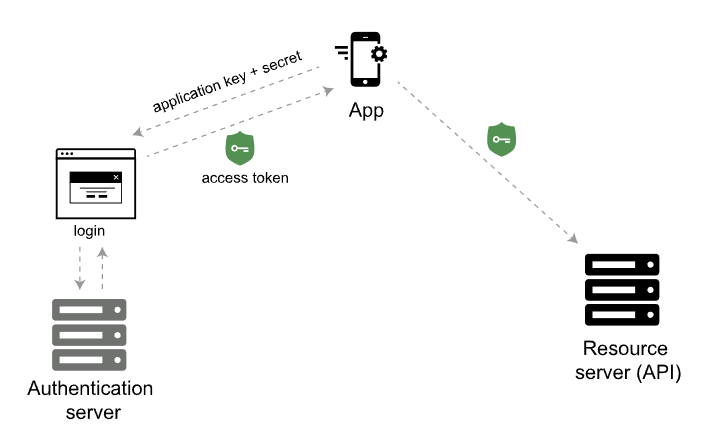 application key + secret
App
access token
login
Authentication
server
Resource
server (API)